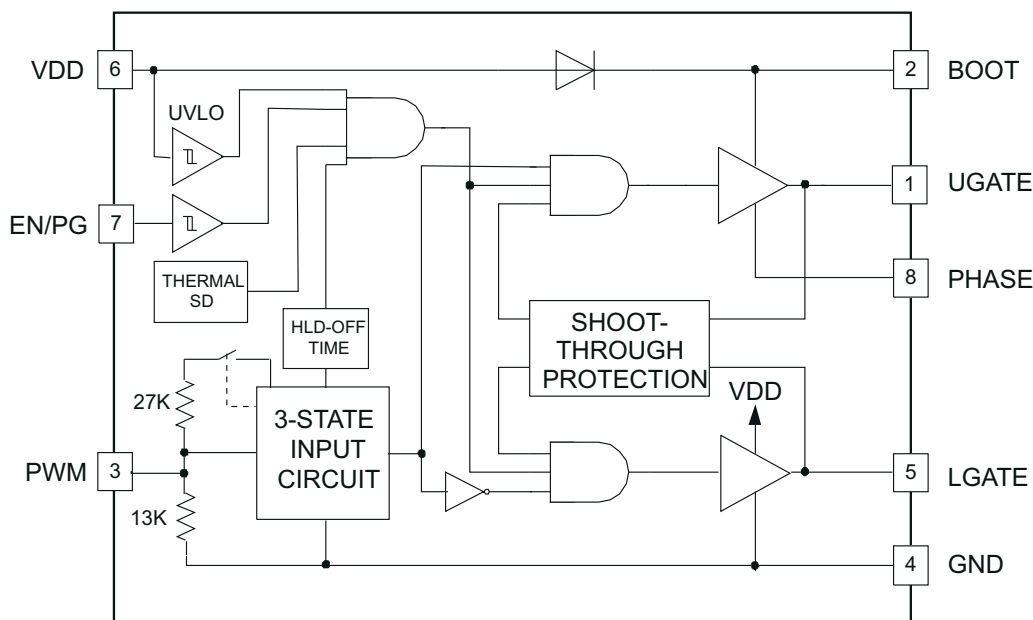 VDD
6
2
BOOT
UVLO
1
UGATE
EN/PG
7
THERMAL
SD
8
PHASE
HLD-OFF
TIME
SHOOT-
THROUGH
PROTECTION
27K
VDD
3-STATE
INPUT
CIRCUIT
PWM
3
5
LGATE
13K
4
GND